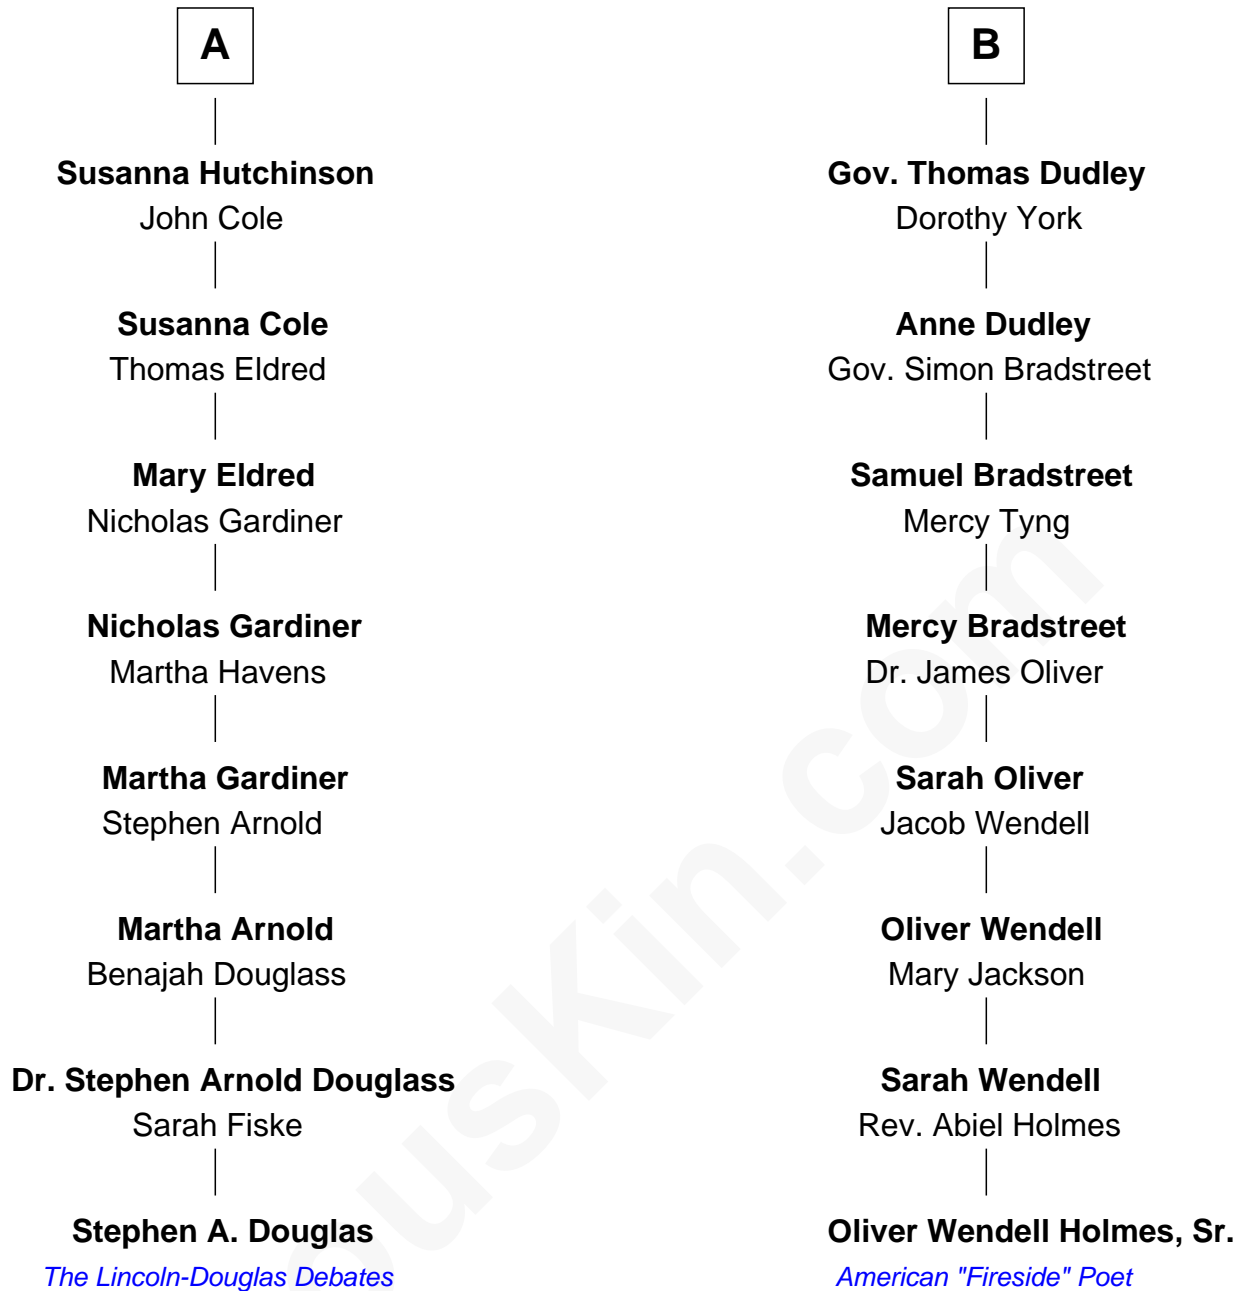 A
Susanna Hutchinson
John Cole
Susanna Cole
Thomas Eldred
Mary Eldred
Nicholas Gardiner
Nicholas Gardiner
Martha Havens
Martha Gardiner
Stephen Arnold
Martha Arnold
Benajah Douglass
Dr. Stephen Arnold Douglass
Sarah Fiske
Stephen A. Douglas
The Lincoln-Douglas Debates
B
Gov. Thomas Dudley
Dorothy York
Anne Dudley
Gov. Simon Bradstreet
Samuel Bradstreet
Mercy Tyng
Mercy Bradstreet
Dr. James Oliver
Sarah Oliver
Jacob Wendell
Oliver Wendell
Mary Jackson
Sarah Wendell
Rev. Abiel Holmes
Oliver Wendell Holmes, Sr.
American "Fireside" Poet
ousKin.com